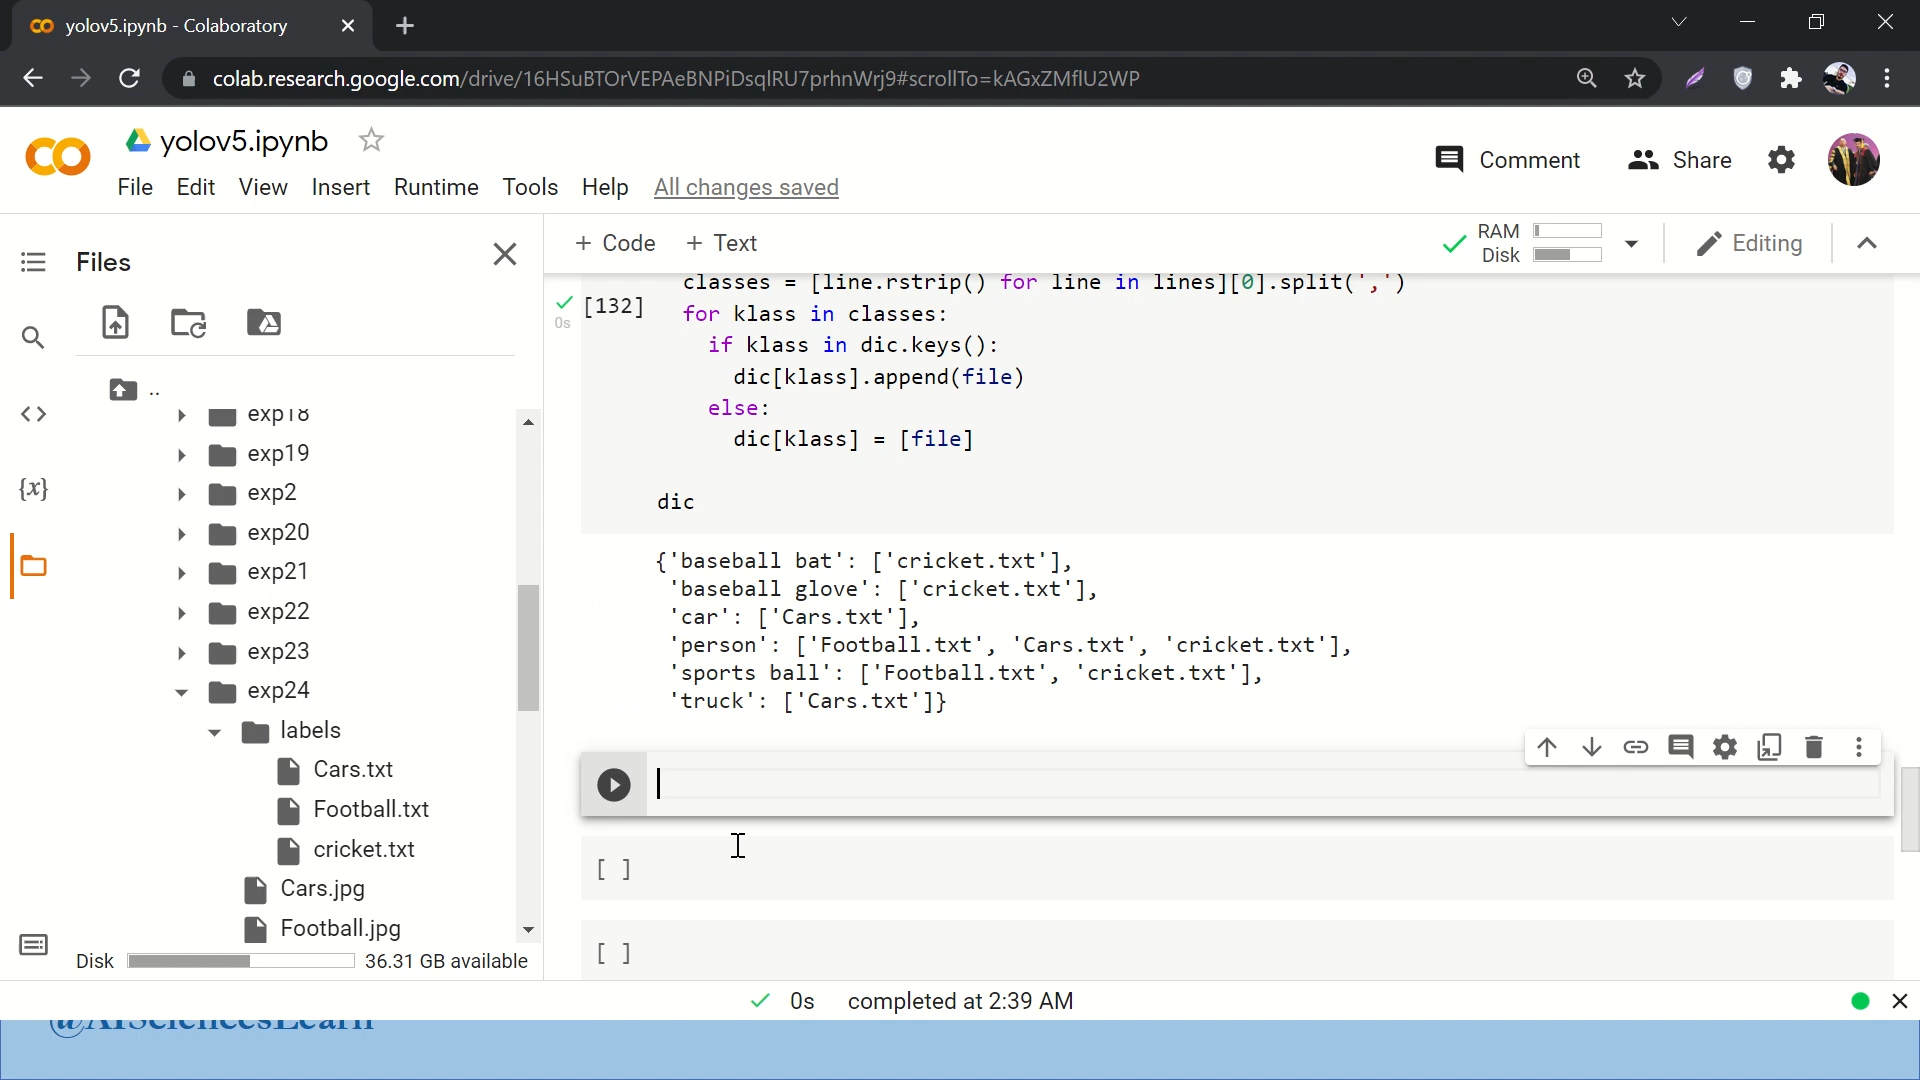 yolov5.ipynb - Colaboratory
colab.research.google.com/drive/16HSuBTOrVEPAeBNPiDsqlRU7prhnWrj9#scrollTo=kAGxZMflU2WP
yolov5.ipynb
Comment
Share
File Edit View Insert Runtime Tools Help All changes saved
Files
+ Code + Text
RAM
Disk
Editing
..
exp18
exp19
exp2
exp20
exp21
exp22
exp23
exp24
labels
Cars.txt
Football.txt
cricket.txt
Cars.jpg
Football.jpg
Disk 36.31 GB available
classes = [line.rstrip() for line in lines][0].split(',')
[132] for klass in classes:
0s
if klass in dic.keys():
dic[klass].append(file)
else:
dic[klass] = [file]
dic
{'baseball bat': ['cricket.txt'],
'baseball glove': ['cricket.txt'],
'car': ['Cars.txt'],
'person': ['Football.txt', 'Cars.txt', 'cricket.txt'],
'sports ball': ['Football.txt', 'cricket.txt'],
'truck': ['Cars.txt']}
[ ]
[ ]
0s completed at 2:39 AM
@AISciencesLearn